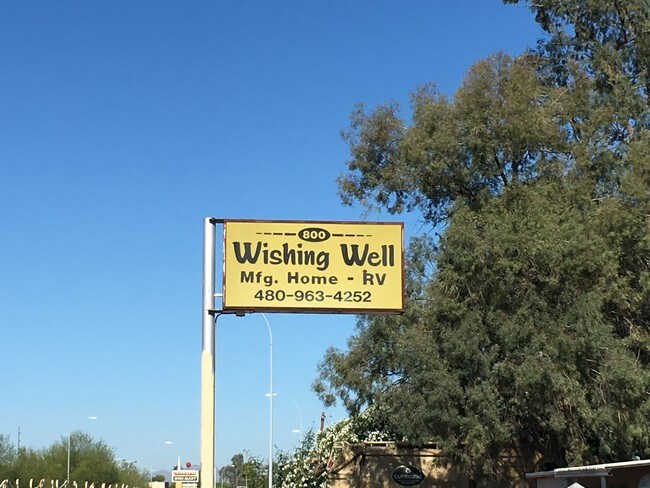 800
Wishing Well
Mfg. Home - RV
480-963-4252